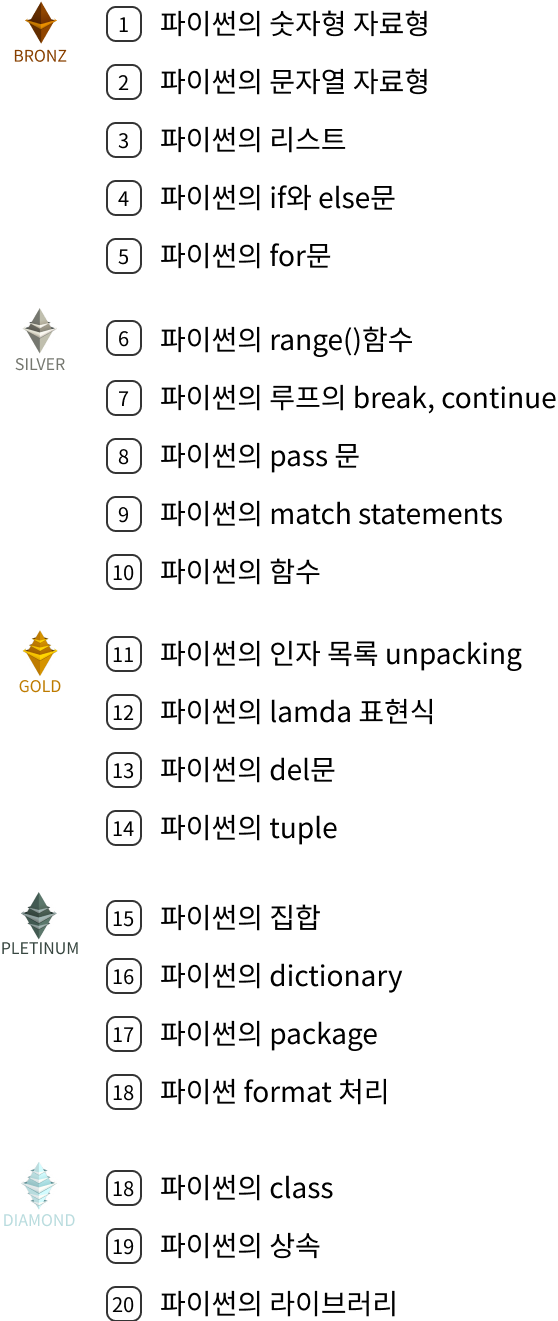 1 파이썬의 숫자형 자료형
BRONZ
2 파이썬의 문자열 자료형
3 파이썬의 리스트
4 파이썬의 if와 else문
5 파이썬의 for문
6 파이썬의 range()함수
SILVER
7 파이썬의 루프의 break, continue
8 파이썬의 pass 문
9 파이썬의 match statements
10 파이썬의 함수
11 파이썬의 인자 목록 unpacking
GOLD
12 파이썬의 lamda 표현식
13 파이썬의 del문
14 파이썬의 tuple
15 파이썬의 집합
PLETINUM
16 파이썬의 dictionary
17 파이썬의 package
18 파이썬 format 처리
18 파이썬의 class
DIAMOND
19 파이썬의 상속
20 파이썬의 라이브러리